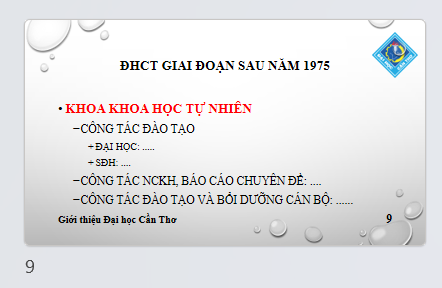 ĐHCT GIAI ĐOẠN SAU NĂM 1975
• KHOA KHOA HỌC TỰ NHIÊN
–CÔNG TÁC ĐÀO TẠO
+ ĐẠI HỌC: .....
+ SĐH: ....
–CÔNG TÁC NCKH, BÁO CÁO CHUYÊN ĐỀ: ....
–CÔNG TÁC ĐÀO TẠO VÀ BỒI DƯỠNG CÁN BỘ: ......
Giới thiệu Đại học Cần Thơ
9
9